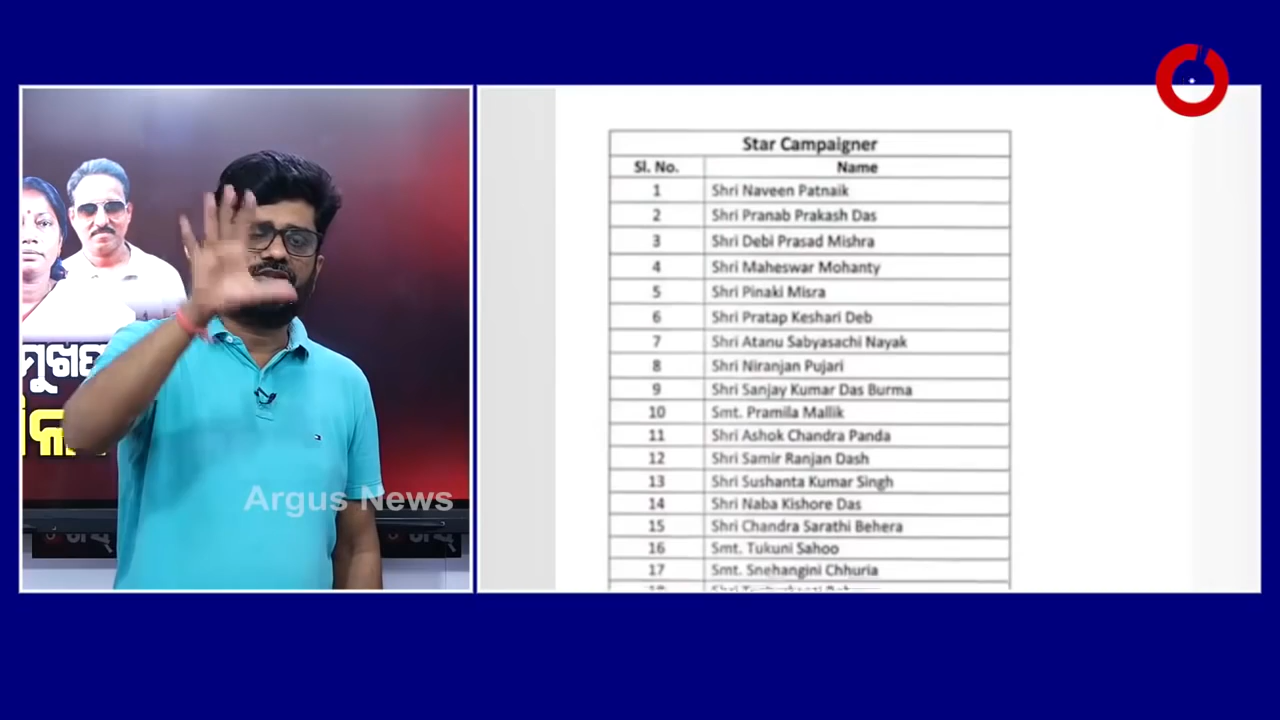 ମୁଖ
Argus News
Star Campaigner
Sl. No. Name
1 Shri Naveen Patnaik
2 Shri Pranab Prakash Das
3 Shri Debi Prasad Mishra
4 Shri Maheswar Mohanty
5 Shri Pinaki Misra
6 Shri Pratap Keshari Deb
7 Shri Atanu Sabyasachi Nayak
8 Shri Niranjan Pujari
9 Shri Sanjay Kumar Das Burma
10 Smt. Pramila Mallik
11 Shri Ashok Chandra Panda
12 Shri Samir Ranjan Dash
13 Shri Sushanta Kumar Singh
14 Shri Naba Kishore Das
15 Shri Chandra Sarathi Behera
16 Smt. Tukuni Sahoo
17 Smt. Snehangini Chhuria